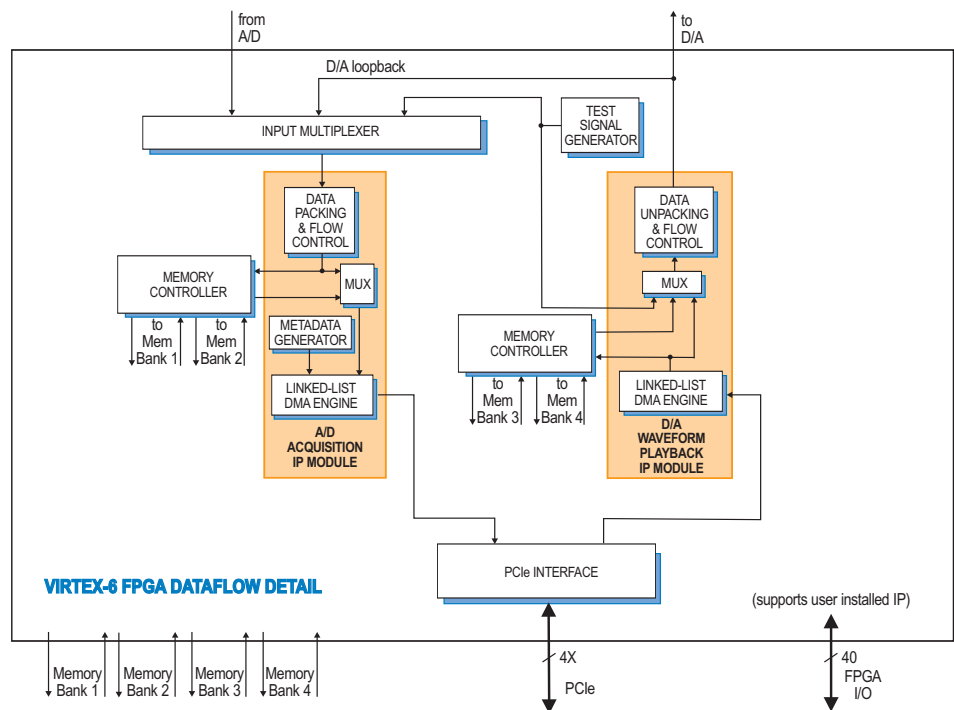 from
A/D
to
D/A
D/A loopback
INPUT MULTIPLEXER
TEST
SIGNAL
GENERATOR
DATA
PACKING
& FLOW
CONTROL
DATA
UNPACKING
& FLOW
CONTROL
MEMORY
CONTROLLER
MUX
MUX
to
Mem
Bank 1
to
Mem
Bank 2
METADATA
GENERATOR
MEMORY
CONTROLLER
to
Mem
Bank 3
to
Mem
Bank 4
LINKED-LIST
DMA ENGINE
LINKED-LIST
DMA ENGINE
A/D
ACQUISITION
IP MODULE
D/A
WAVEFORM
PLAYBACK
IP MODULE
PCIe INTERFACE
VIRTEX-6 FPGA DATAFLOW DETAIL
(supports user installed IP)
Memory
Bank 1
Memory
Bank 2
Memory
Bank 3
Memory
Bank 4
4X
PCIe
40
FPGA
I/O